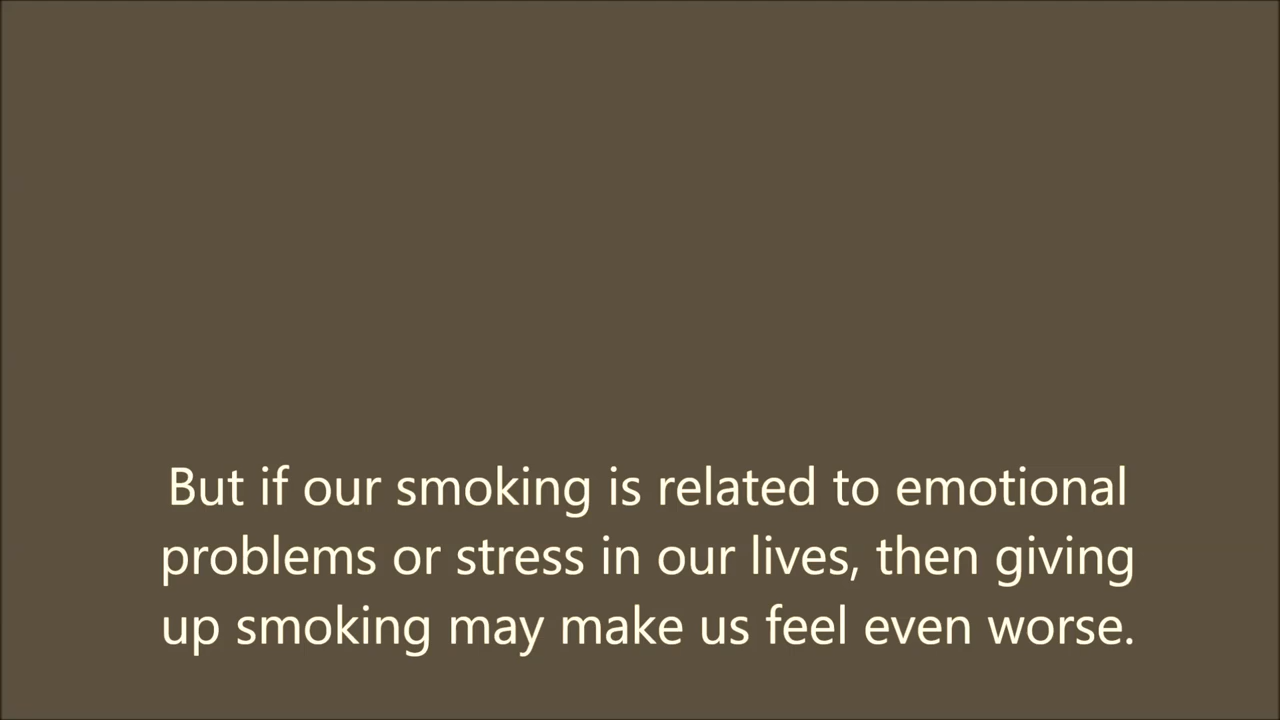 But if our smoking is related to emotional
problems or stress in our lives, then giving
up smoking may make us feel even worse.